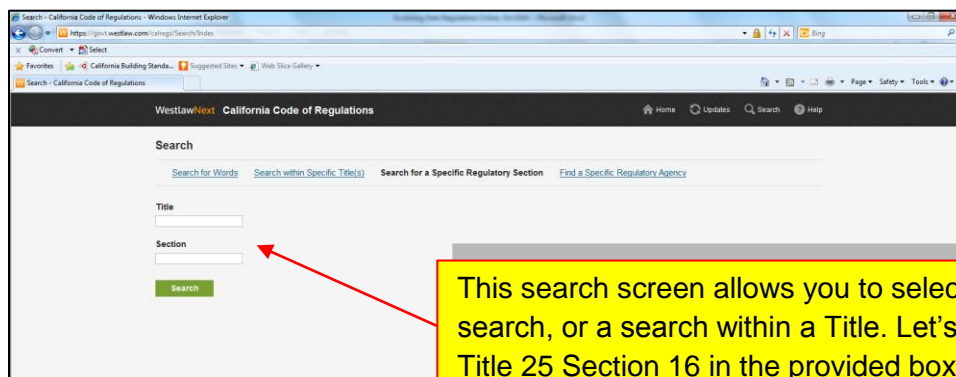 Search - California Code of Regulations - Windows Internet Explorer
https://govt.westlaw.com/calregs/Search/Index
Bing
x Convert Select
Favorites California Building Standa... Suggested Sites Web Slice Gallery
Search - California Code of Regulations
Page Safety Tools
WestlawNext California Code of Regulations
Home Updates Search Help
Search
Search for Words Search within Specific Title(s) Search for a Specific Regulatory Section Find a Specific Regulatory Agency
Title
Section
Search
This search screen allows you to selec
search, or a search within a Title. Let's
Title 25 Section 16 in the provided box